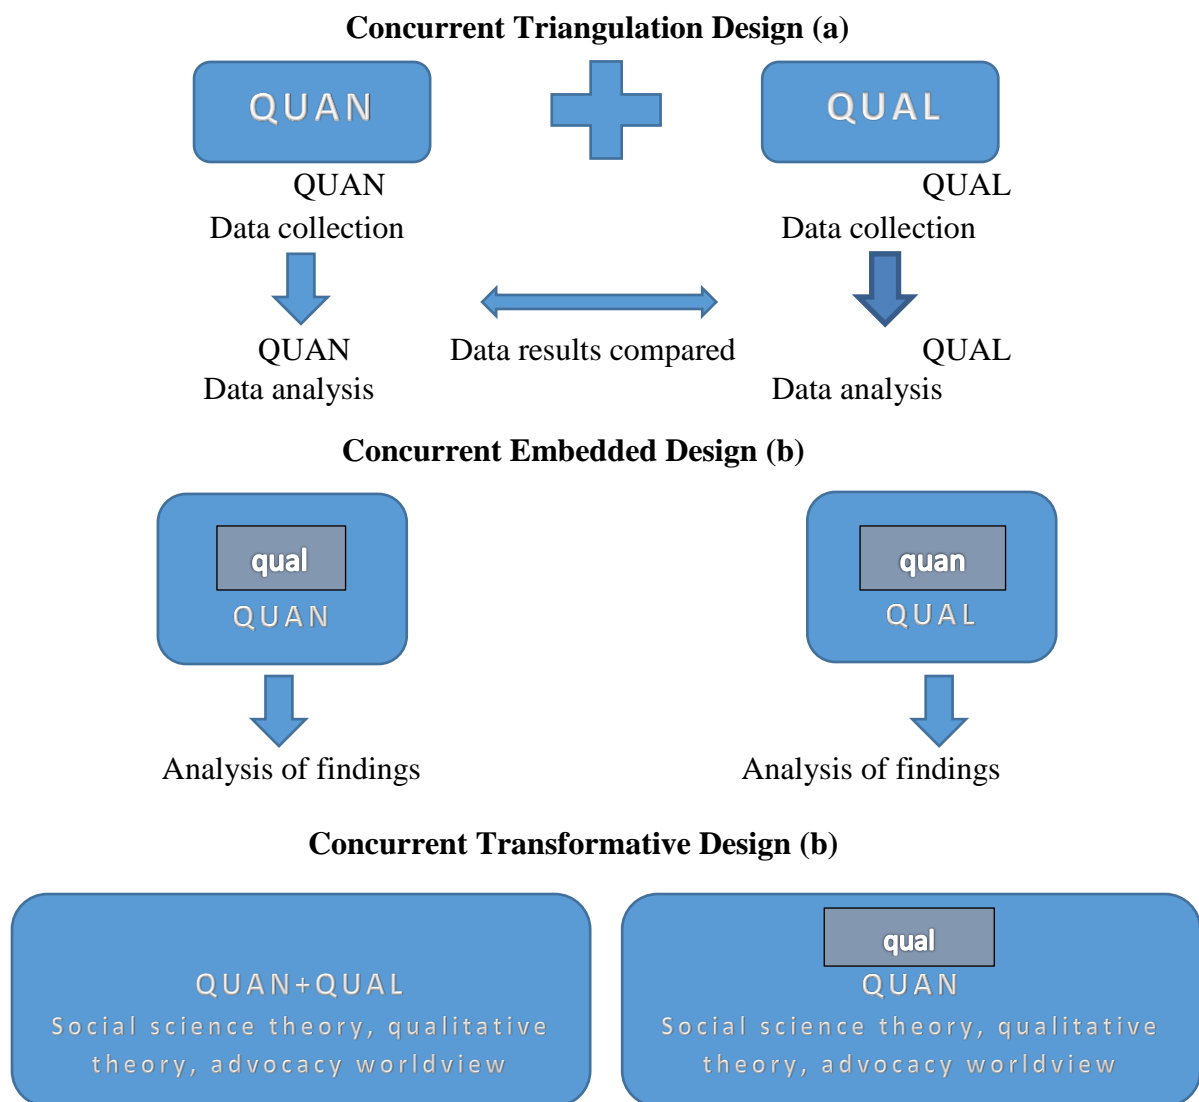 Concurrent Triangulation Design (a)
QUAN
QUAL
QUAN
QUAL
Data collection
Data collection
QUAN
Data results compared
QUAL
Data analysis
Data analysis
Concurrent Embedded Design (b)
qual
quan
QUAN
QUAL
Analysis of findings
Analysis of findings
Concurrent Transformative Design (b)
QUAN+QUAL
Social science theory, qualitative
theory, advocacy worldview
qual
QUAN
Social science theory, qualitative
theory, advocacy worldview